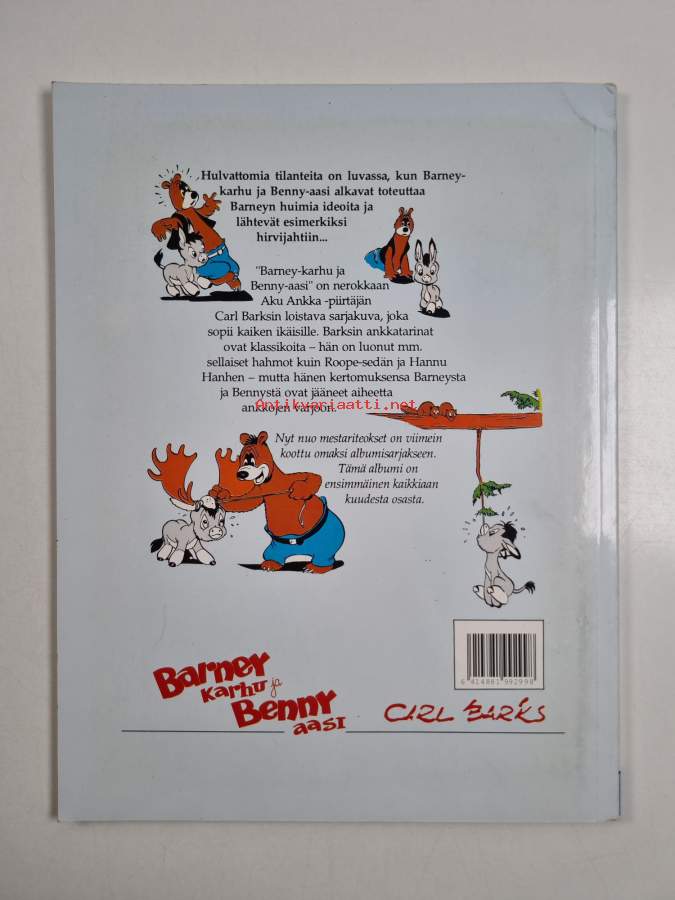 Hulvattomia tilanteita on luvassa, kun Barney-
karhu ja Benny-aasi alkavat toteuttaa
Barneyn huimia ideoita ja
lähtevät esimerkiksi
hirvijahtiin...
"Barney-karhu ja
Benny-aasi" on nerokkaan
Aku Ankka -piirtäjän
Carl Barksin loistava sarjakuva, joka
sopii kaiken ikäisille. Barksin ankkatarinat
ovat klassikoita – hän on luonut mm.
sellaiset hahmot kuin Roope-sedän ja Hannu
Hanhen – mutta hänen kertomuksensa Barneysta
ja Bennystä ovat jääneet aiheetta
Antikvariaatti.net
ankkojen varjoon.
Nyt nuo mestariteokset on viimein
koottu omaksi albumisarjakseen.
Tämä albumi on
ensimmäinen kaikkiaan
kuudesta osasta.
6 414881 992998
Barney
karhu ja
Benny
aasi
CARL BARKS